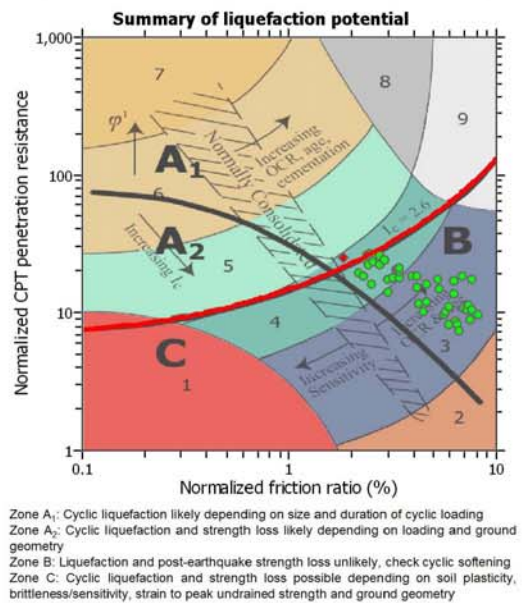 Summary of liquefaction potential
Normalized CPT penetration resistance
1,000
100
10
1
7
8
9
φ'
A1
Increasing
OCR, age,
cementation
Normally Consolidated
6
A2
Increasing Ic
5
Ic = 2.6
B
4
C
1
Increasing
Sensitivity
3
2
0.1
1
10
Normalized friction ratio (%)
Zone A1: Cyclic liquefaction likely depending on size and duration of cyclic loading
Zone A2: Cyclic liquefaction and strength loss likely depending on loading and ground
geometry
Zone B: Liquefaction and post-earthquake strength loss unlikely, check cyclic softening
Zone C: Cyclic liquefaction and strength loss possible depending on soil plasticity,
brittleness/sensitivity, strain to peak undrained strength and ground geometry